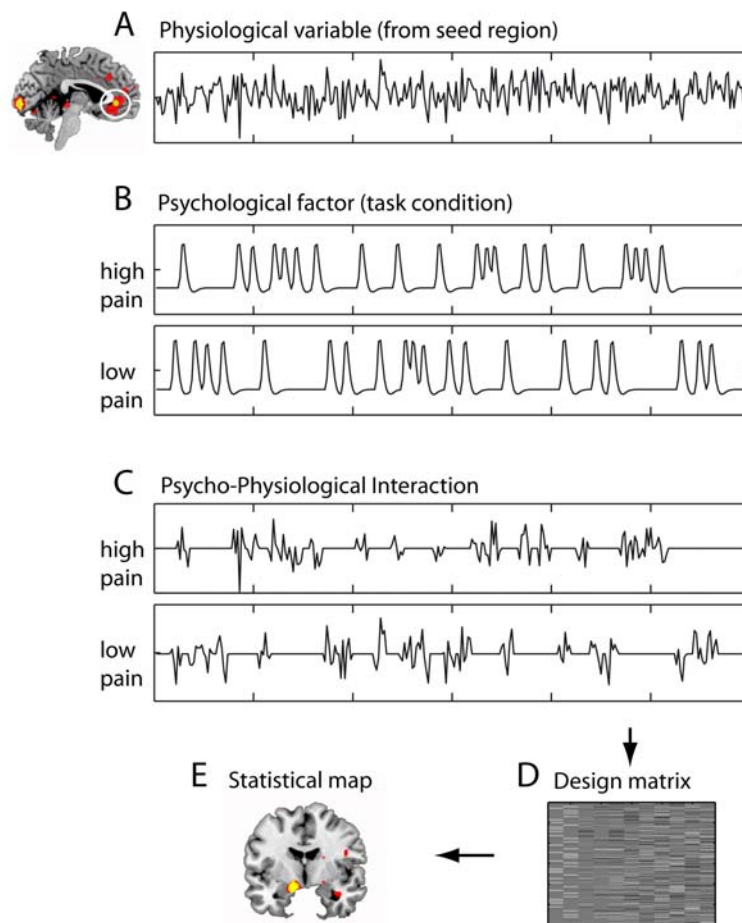 A Physiological variable (from seed region)
B Psychological factor (task condition)
high
pain
low
pain
C Psycho-Physiological Interaction
high
pain
low
pain
E Statistical map
D Design matrix